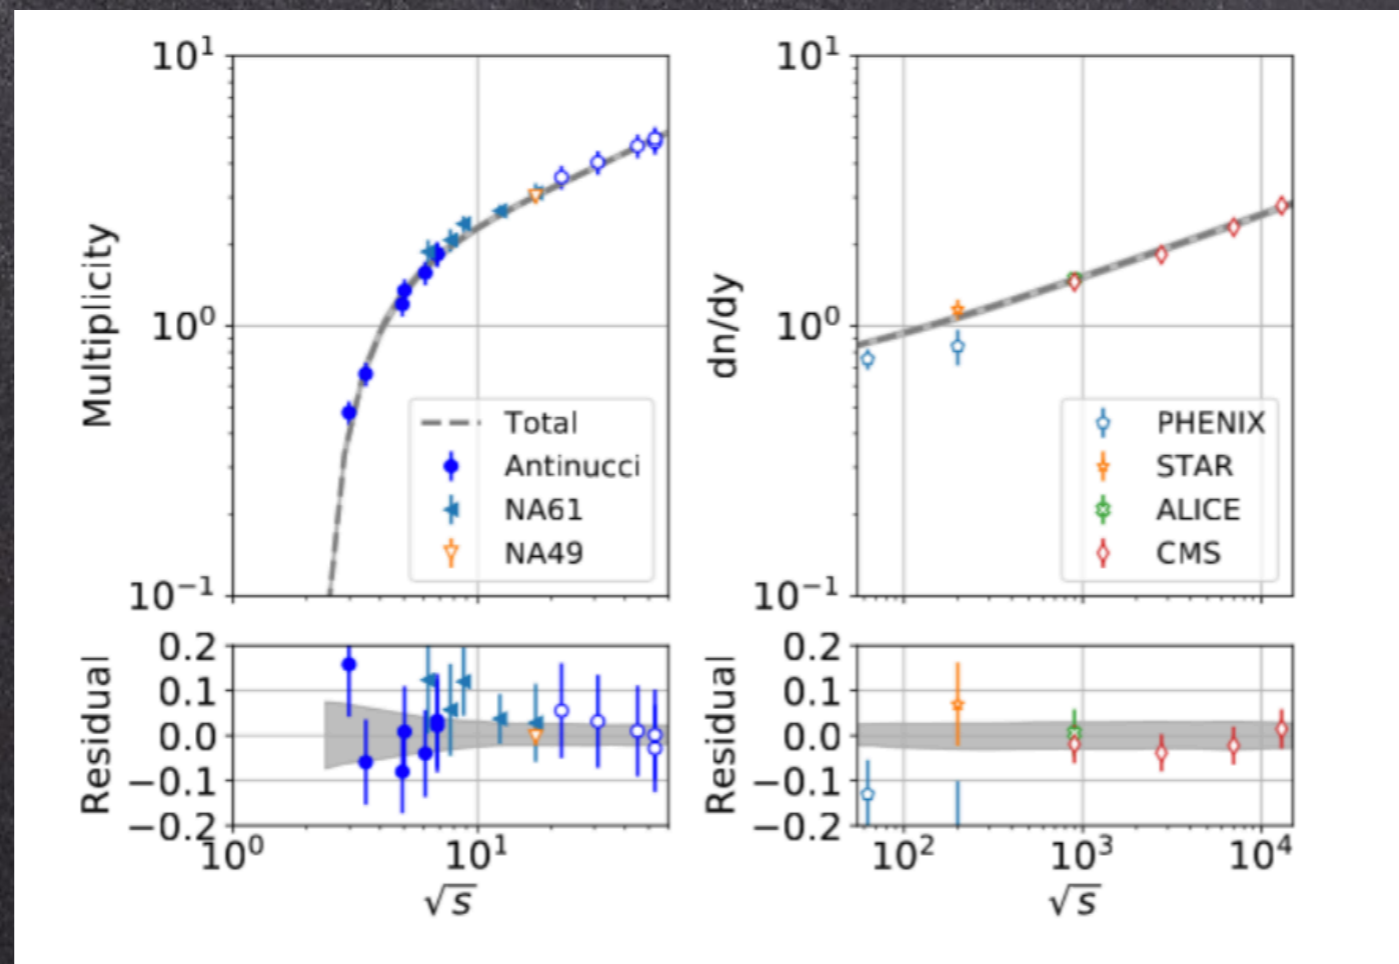 10¹
10⁰
10⁻¹
Multiplicity
Total
Antinucci
NA61
NA49
0.2
0.1
0.0
−0.1
−0.2
Residual
10⁰
10¹
√s
10¹
10⁰
10⁻¹
dn/dy
PHENIX
STAR
ALICE
CMS
0.2
0.1
0.0
−0.1
−0.2
Residual
10²
10³
10⁴
√s